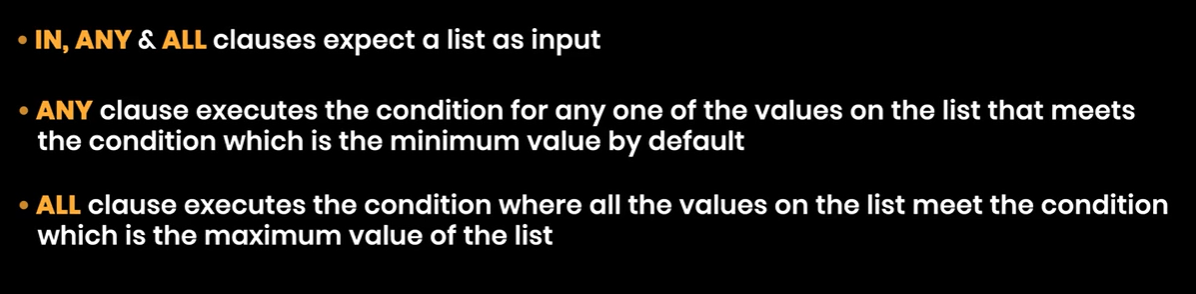 • IN, ANY & ALL clauses expect a list as input
• ANY clause executes the condition for any one of the values on the list that meets
the condition which is the minimum value by default
• ALL clause executes the condition where all the values on the list meet the condition
which is the maximum value of the list